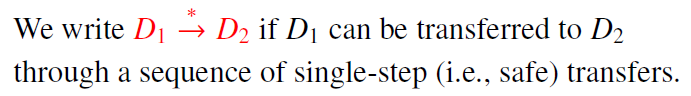 We write D₁ →* D₂ if D₁ can be transferred to D₂
through a sequence of single-step (i.e., safe) transfers.